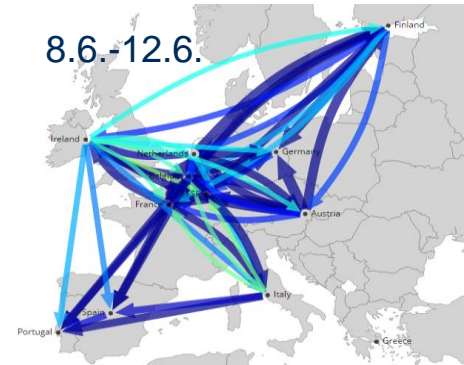 8.6.-12.6.
Finland
Ireland
Netherlands
Germany
France
Austria
Italy
Spain
Portugal
Greece